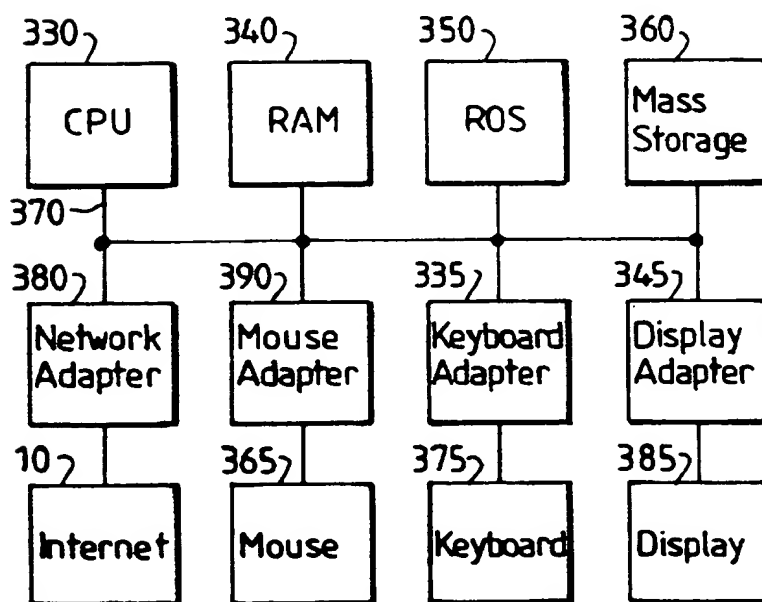 330 340 350 360
CPU RAM ROS Mass
Storage
370
380 390 335 345
Network Mouse Keyboard Display
Adapter Adapter Adapter Adapter
10 365 375 385
Internet Mouse Keyboard Display